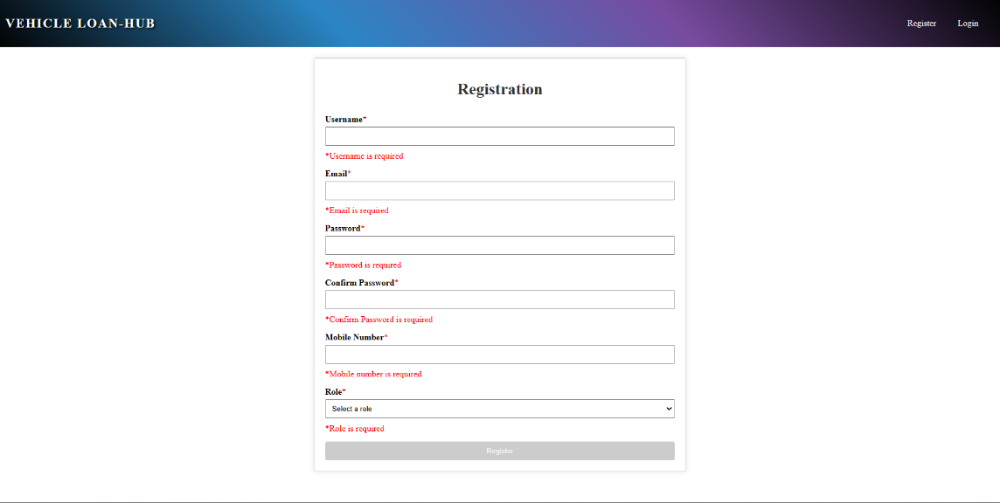 VEHICLE LOAN-HUB
Register
Login
Registration
Username*
*Username is required
Email*
*Email is required
Password*
*Password is required
Confirm Password*
*Confirm Password is required
Mobile Number*
*Mobile number is required
Role*
Select a role
*Role is required
Register